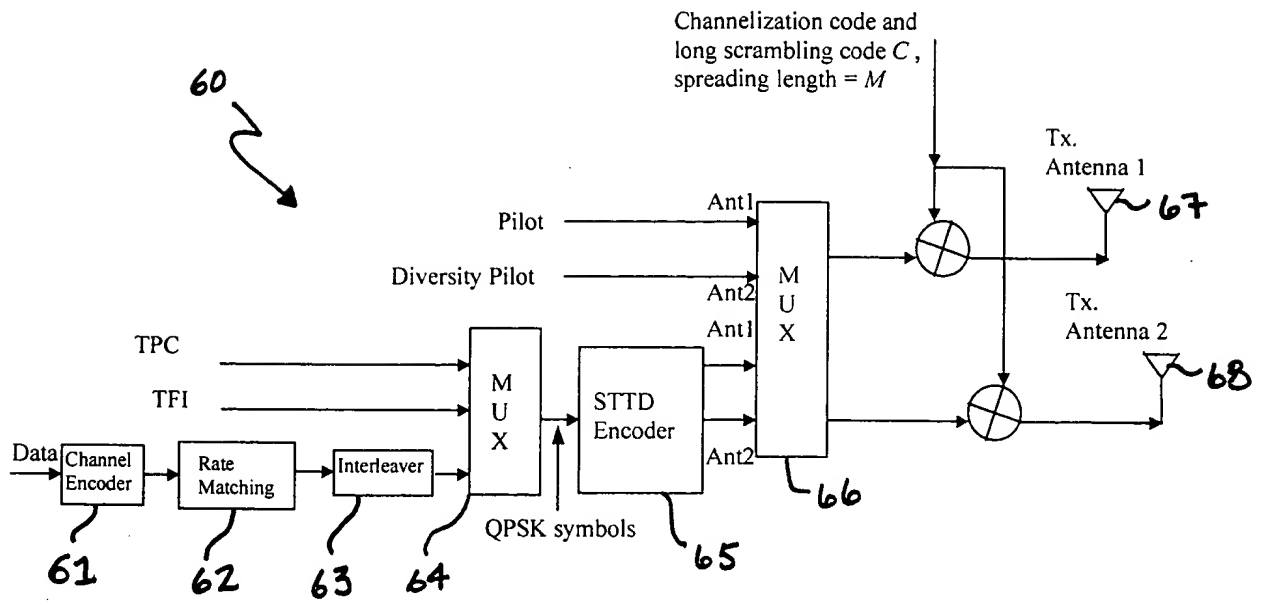 Channelization code and
long scrambling code C ,
spreading length = M
60
Tx.
Antenna 1
67
Pilot
Ant1
Diversity Pilot
Ant2
M
U
X
66
Tx.
Antenna 2
68
TPC
TFI
M
U
X
64
STTD
Encoder
65
Ant1
Ant2
Data
Channel
Encoder
61
Rate
Matching
62
Interleaver
63
QPSK symbols